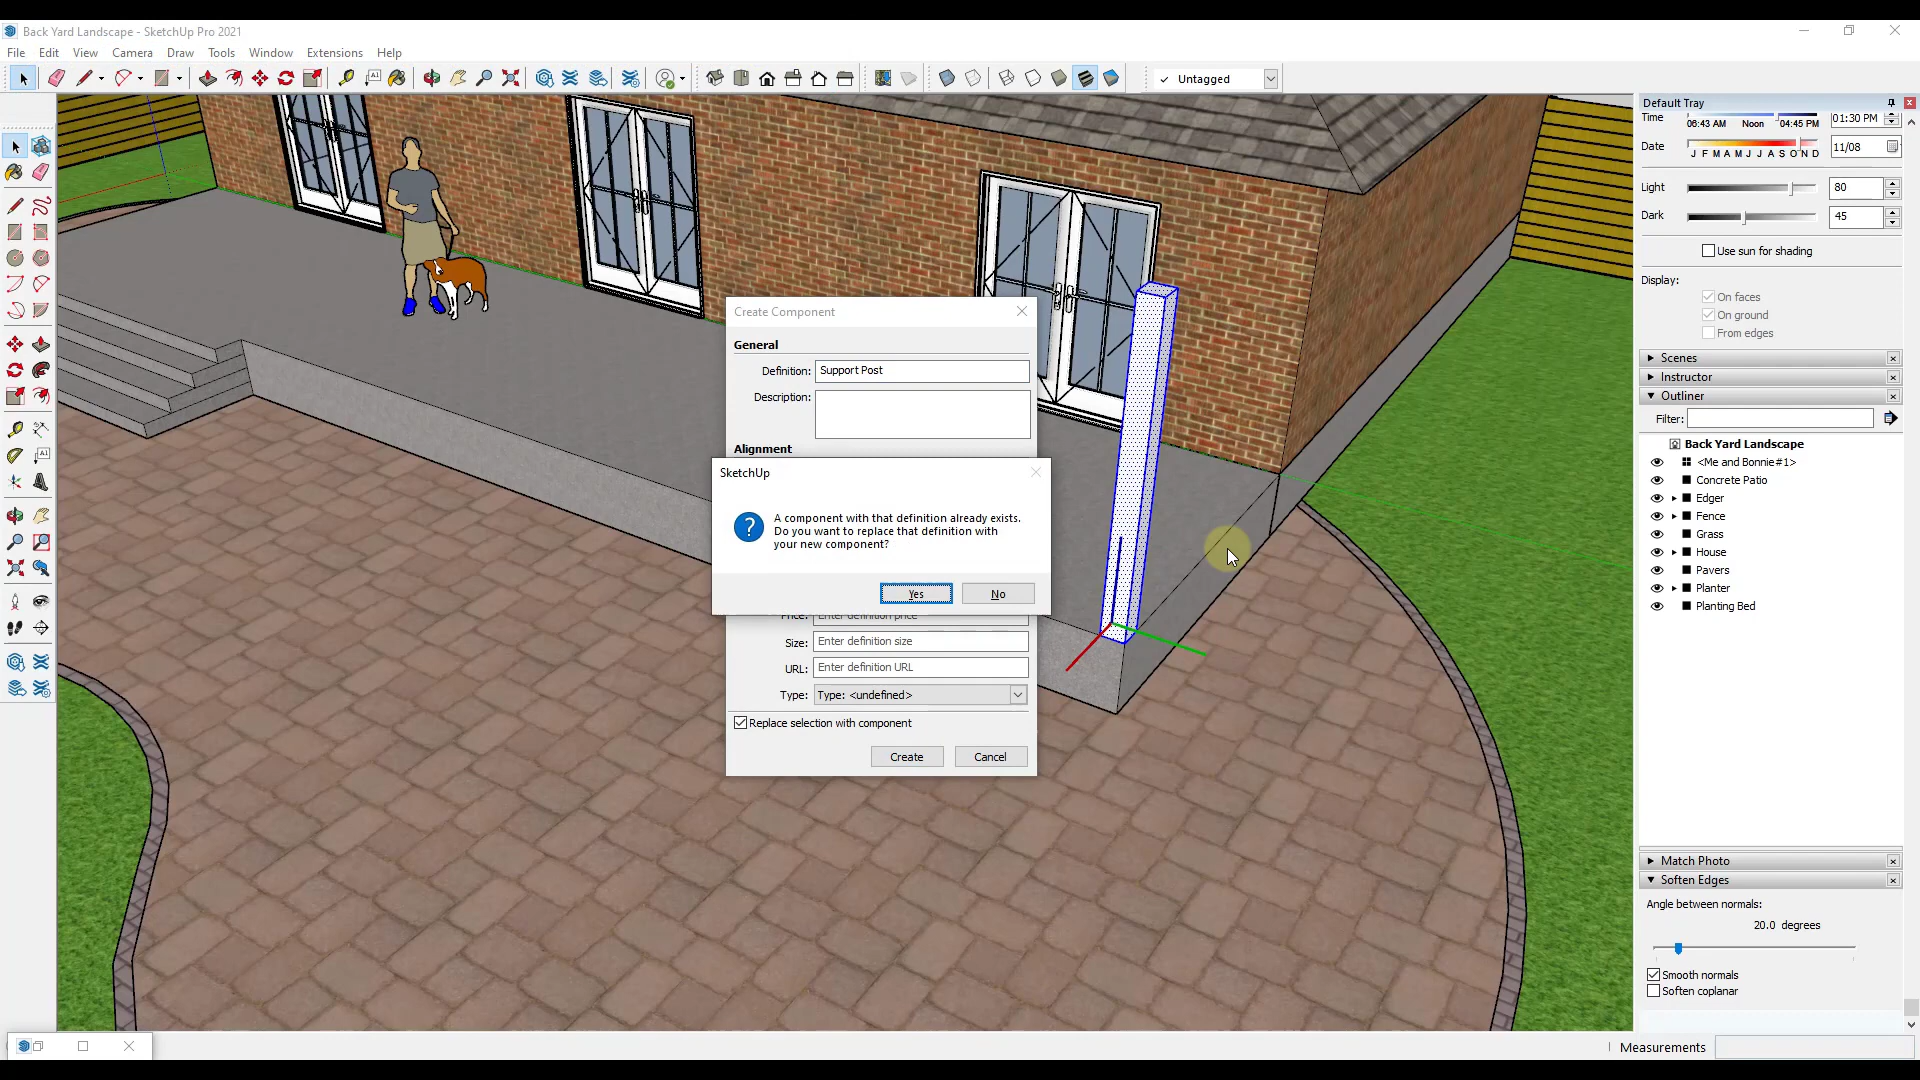 Back Yard Landscape - SketchUp Pro 2021
File Edit View Camera Draw Tools Window Extensions Help
Untagged
Default Tray
Time
06:43 AM Noon 04:45 PM
01:30 PM
Date
J F M A M J J A S O N D
11/08
Light
80
Dark
45
Use sun for shading
Display:
On faces
On ground
From edges
Scenes
Instructor
Outliner
Filter:
Back Yard Landscape
<Me and Bonnie#1>
Concrete Patio
Edger
Fence
Grass
House
Pavers
Planter
Planting Bed
Match Photo
Soften Edges
Angle between normals:
20.0 degrees
Smooth normals
Soften coplanar
Measurements
Create Component
General
Definition: Support Post
Description:
Alignment
SketchUp
A component with that definition already exists.
Do you want to replace that definition with
your new component?
Yes No
Price: Enter definition price
Size: Enter definition size
URL: Enter definition URL
Type: Type: <undefined>
Replace selection with component
Create Cancel